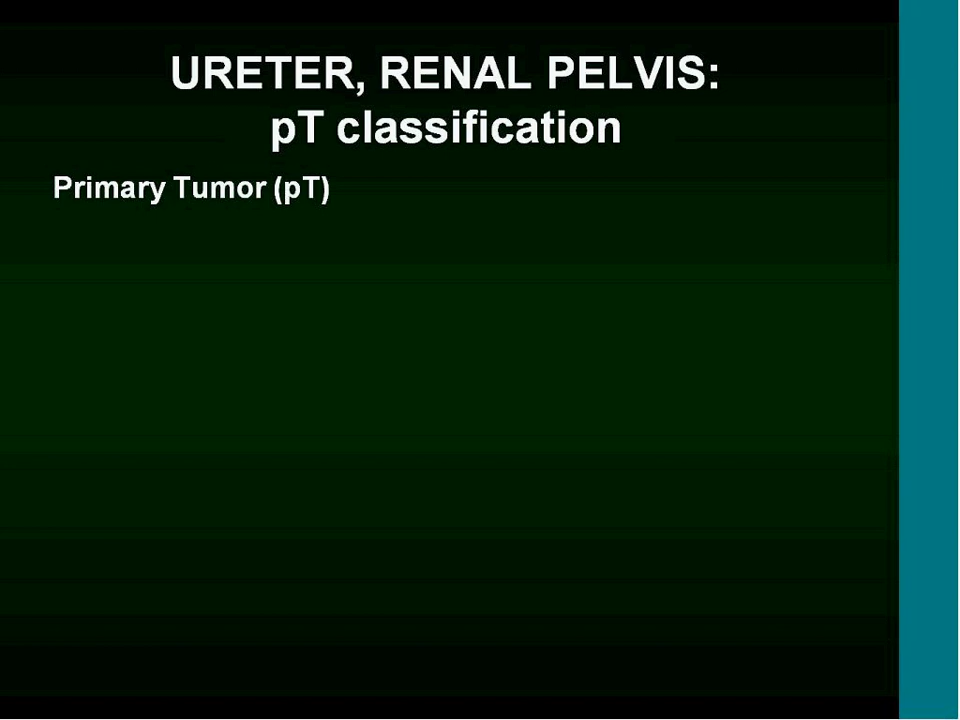 URETER, RENAL PELVIS:
pT classification
Primary Tumor (pT)